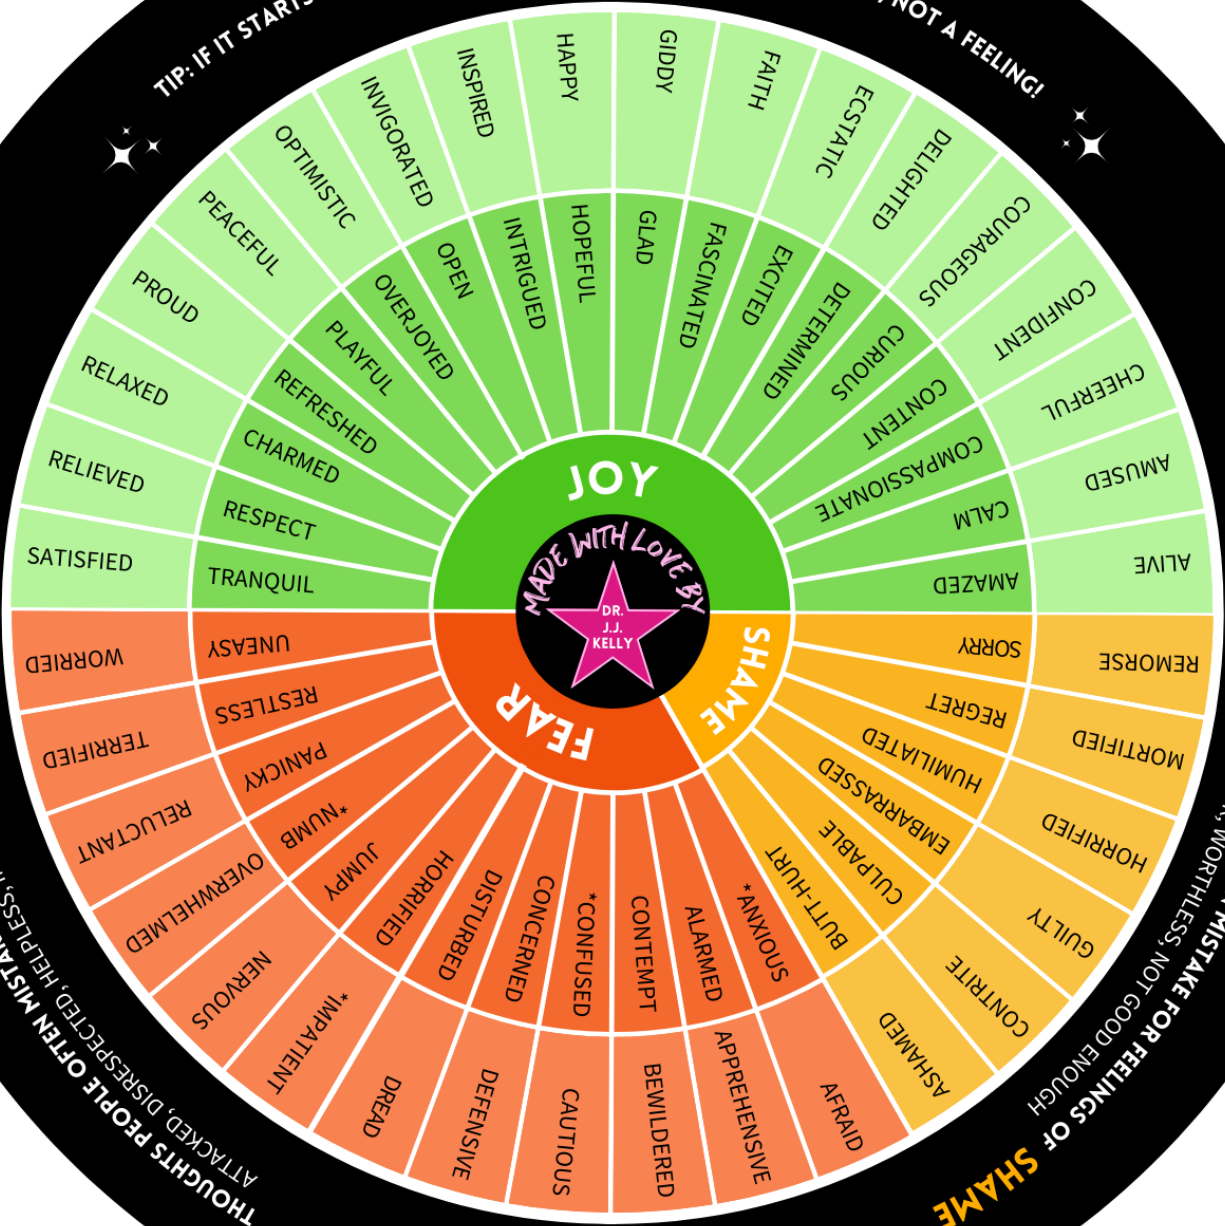 TIP: IF IT STARTS
NOT A FEELING!
HAPPY
GIDDY
FAITH
ECSTATIC
DELIGHTED
COURAGEOUS
CONFIDENT
CHEERFUL
AMUSED
ALIVE
REMORSE
MORTIFIED
HORRIFIED
GUILTY
CONTRITE
ASHAMED
AFRAID
APPREHENSIVE
BEWILDERED
CAUTIOUS
DEFENSIVE
DREAD
*IMPATIENT
NERVOUS
OVERWHELMED
RELUCTANT
TERRIFIED
WORRIED
SATISFIED
RELIEVED
RELAXED
PROUD
PEACEFUL
OPTIMISTIC
INVIGORATED
INSPIRED
HOPEFUL
GLAD
FASCINATED
EXCITED
DETERMINED
CURIOUS
CONTENT
COMPASSIONATE
CALM
AMAZED
SORRY
REGRET
HUMILIATED
EMBARRASSED
CULPABLE
BUTT-HURT
*ANXIOUS
ALARMED
CONTEMPT
*CONFUSED
CONCERNED
DISTURBED
HORRIFIED
JUMPY
*NUMB
PANICKY
RESTLESS
UNEASY
TRANQUIL
RESPECT
CHARMED
REFRESHED
PLAYFUL
OVERJOYED
OPEN
INTRIGUED
JOY
SHAME
FEAR
MADE WITH LOVE BY
DR.
J.J.
KELLY
THOUGHTS PEOPLE OFTEN
ATTACKED, DISRESPECTED, HELPLESS,
MISTAKE FOR FEELINGS OF SHAME
WORTHLESS, NOT GOOD ENOUGH